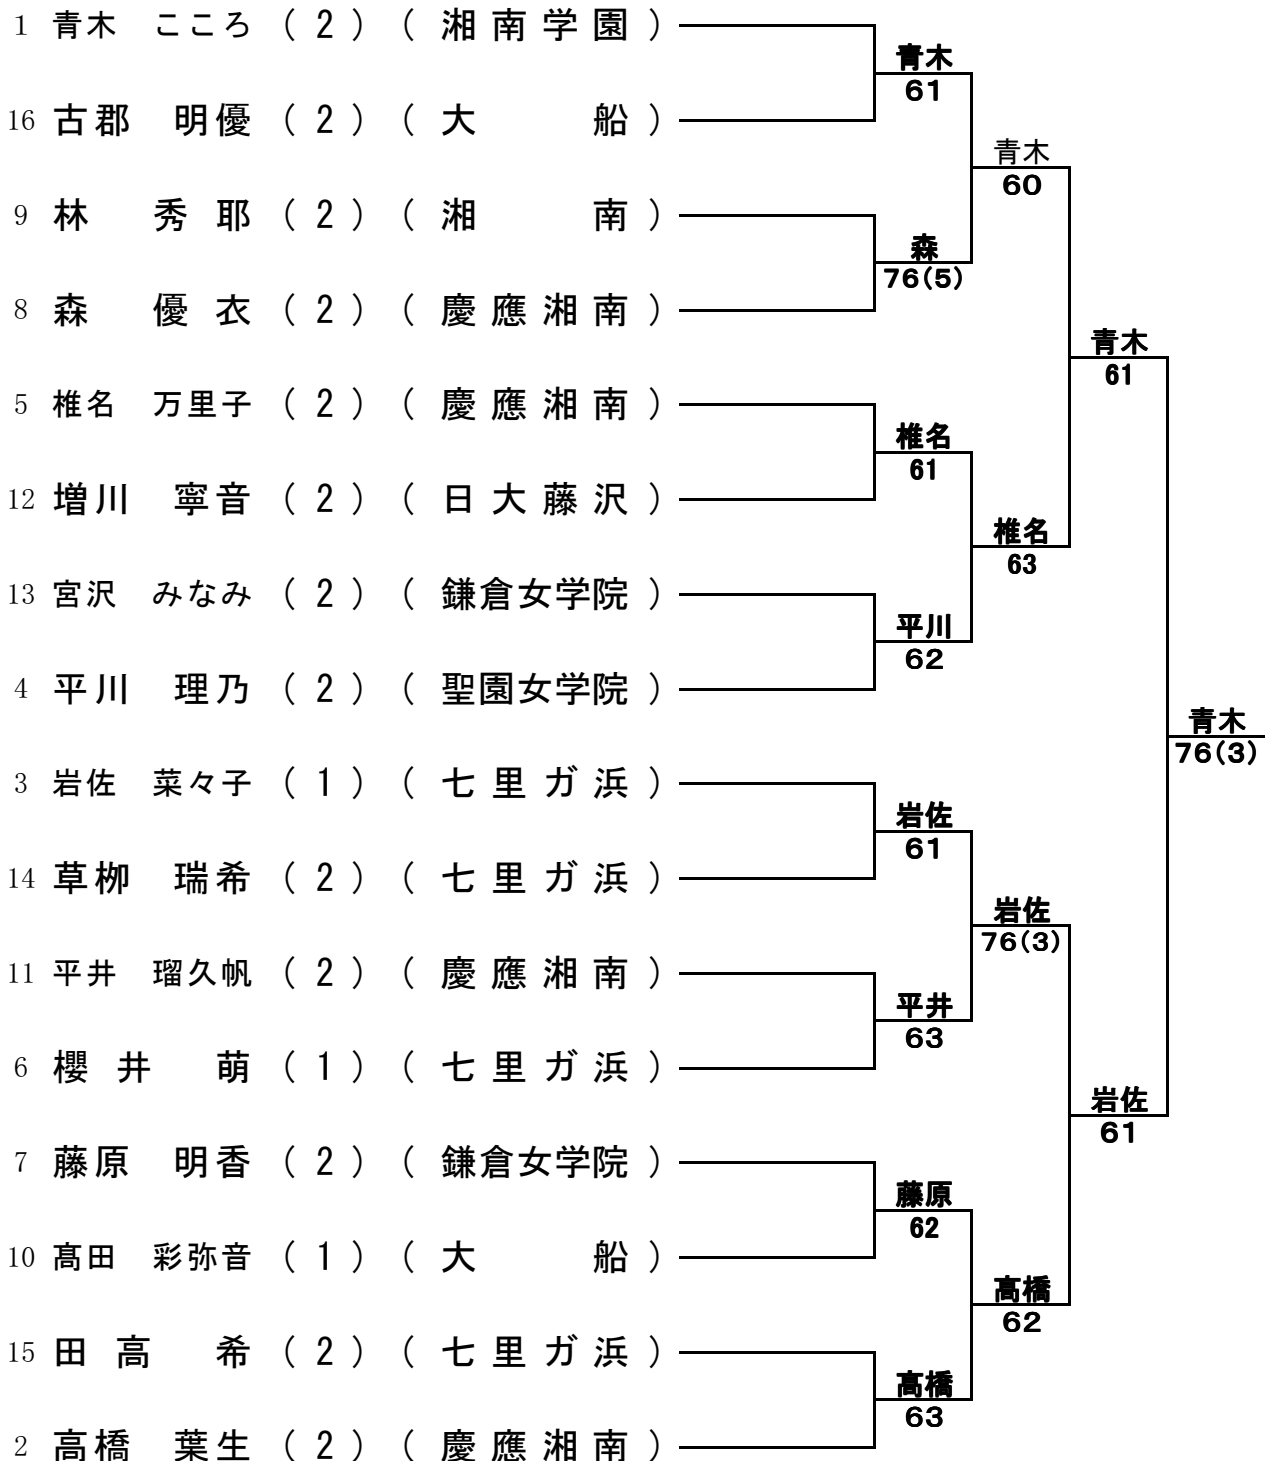 1 青木 こころ ( 2 ) ( 湘南学園 )
青木
61
16 古郡 明優 ( 2 ) ( 大船 )
青木
60
9 林 秀耶 ( 2 ) ( 湘南 )
森
76(5)
8 森 優衣 ( 2 ) ( 慶應湘南 )
青木
61
5 椎名 万里子 ( 2 ) ( 慶應湘南 )
椎名
61
12 増川 寧音 ( 2 ) ( 日大藤沢 )
椎名
63
13 宮沢 みなみ ( 2 ) ( 鎌倉女学院 )
平川
62
4 平川 理乃 ( 2 ) ( 聖園女学院 )
青木
76(3)
3 岩佐 菜々子 ( 1 ) ( 七里ガ浜 )
岩佐
61
14 草栁 瑞希 ( 2 ) ( 七里ガ浜 )
岩佐
76(3)
11 平井 瑠久帆 ( 2 ) ( 慶應湘南 )
平井
63
6 櫻井 萌 ( 1 ) ( 七里ガ浜 )
岩佐
61
7 藤原 明香 ( 2 ) ( 鎌倉女学院 )
藤原
62
10 髙田 彩弥音 ( 1 ) ( 大船 )
髙橋
62
15 田高 希 ( 2 ) ( 七里ガ浜 )
髙橋
63
2 高橋 葉生 ( 2 ) ( 慶應湘南 )